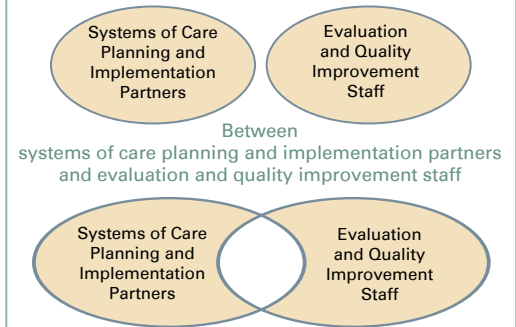 Systems of Care
Planning and
Implementation
Partners
Evaluation
and Quality
Improvement
Staff
Between
systems of care planning and implementation partners
and evaluation and quality improvement staff
Systems of Care
Planning and
Implementation
Partners
Evaluation
and Quality
Improvement
Staff